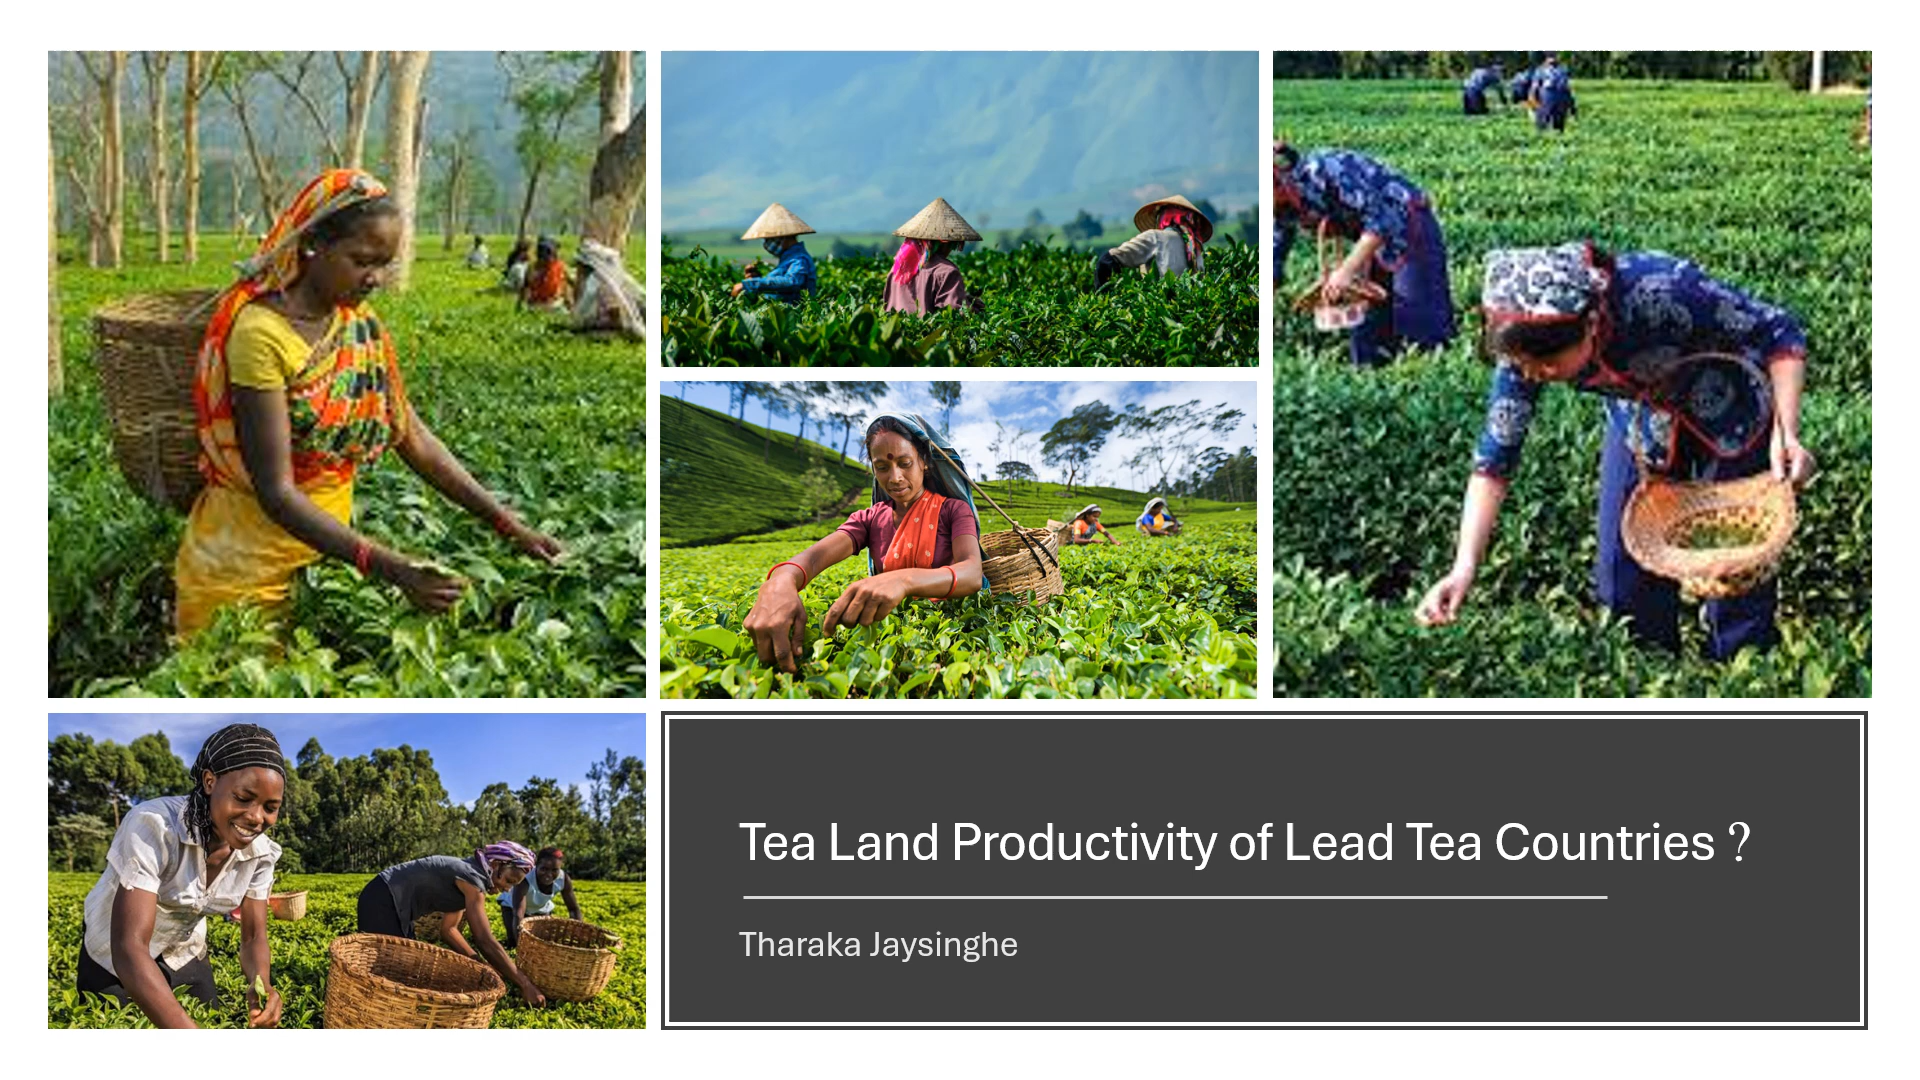 Tea Land Productivity of Lead Tea Countries ?
Tharaka Jaysinghe